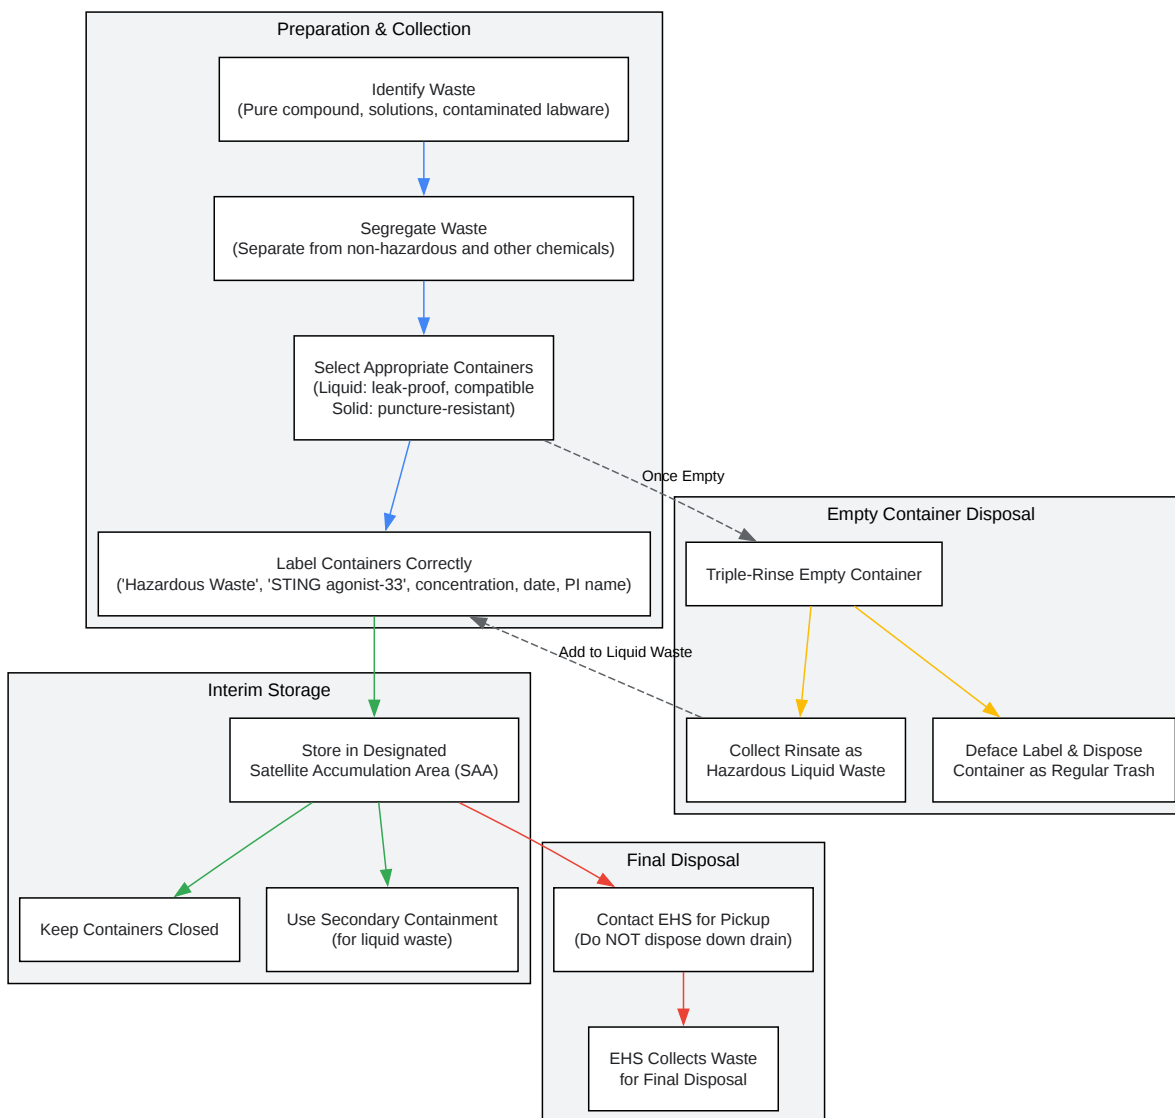 Preparation & Collection
Identify Waste
(Pure compound, solutions, contaminated labware)
Segregate Waste
(Separate from non-hazardous and other chemicals)
Select Appropriate Containers
(Liquid: leak-proof, compatible
Solid: puncture-resistant)
Once Empty
Label Containers Correctly
('Hazardous Waste', 'STING agonist-33', concentration, date, PI name)
Empty Container Disposal
Triple-Rinse Empty Container
Add to Liquid Waste
Collect Rinsate as
Hazardous Liquid Waste
Deface Label & Dispose
Container as Regular Trash
Interim Storage
Store in Designated
Satellite Accumulation Area (SAA)
Keep Containers Closed
Use Secondary Containment
(for liquid waste)
Final Disposal
Contact EHS for Pickup
(Do NOT dispose down drain)
EHS Collects Waste
for Final Disposal